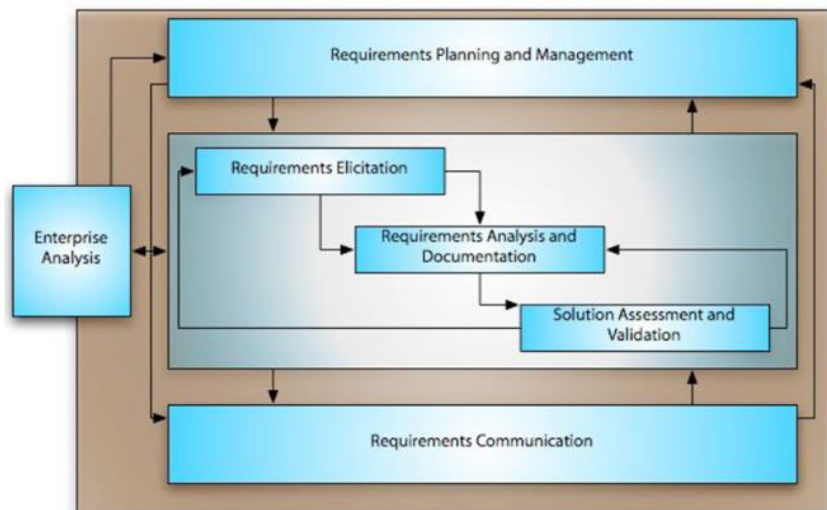 Requirements Planning and Management
Requirements Elicitation
Enterprise
Analysis
Requirements Analysis and
Documentation
Solution Assessment and
Validation
Requirements Communication